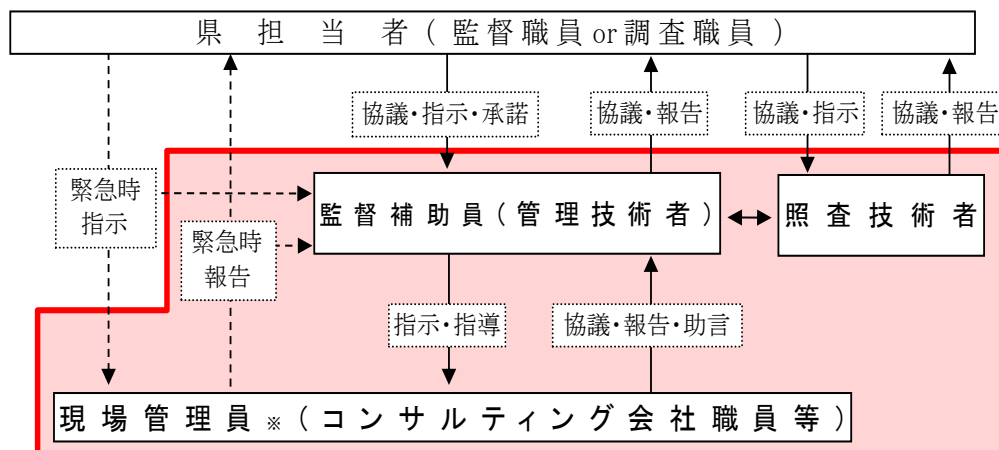 県担当者(監督職員or調査職員)
協議・指示・承諾
協議・報告
協議・指示
協議・報告
緊急時
指示
監督補助員(管理技術者)
照査技術者
緊急時
報告
指示・指導
協議・報告・助言
現場管理員※(コンサルティング会社職員等)